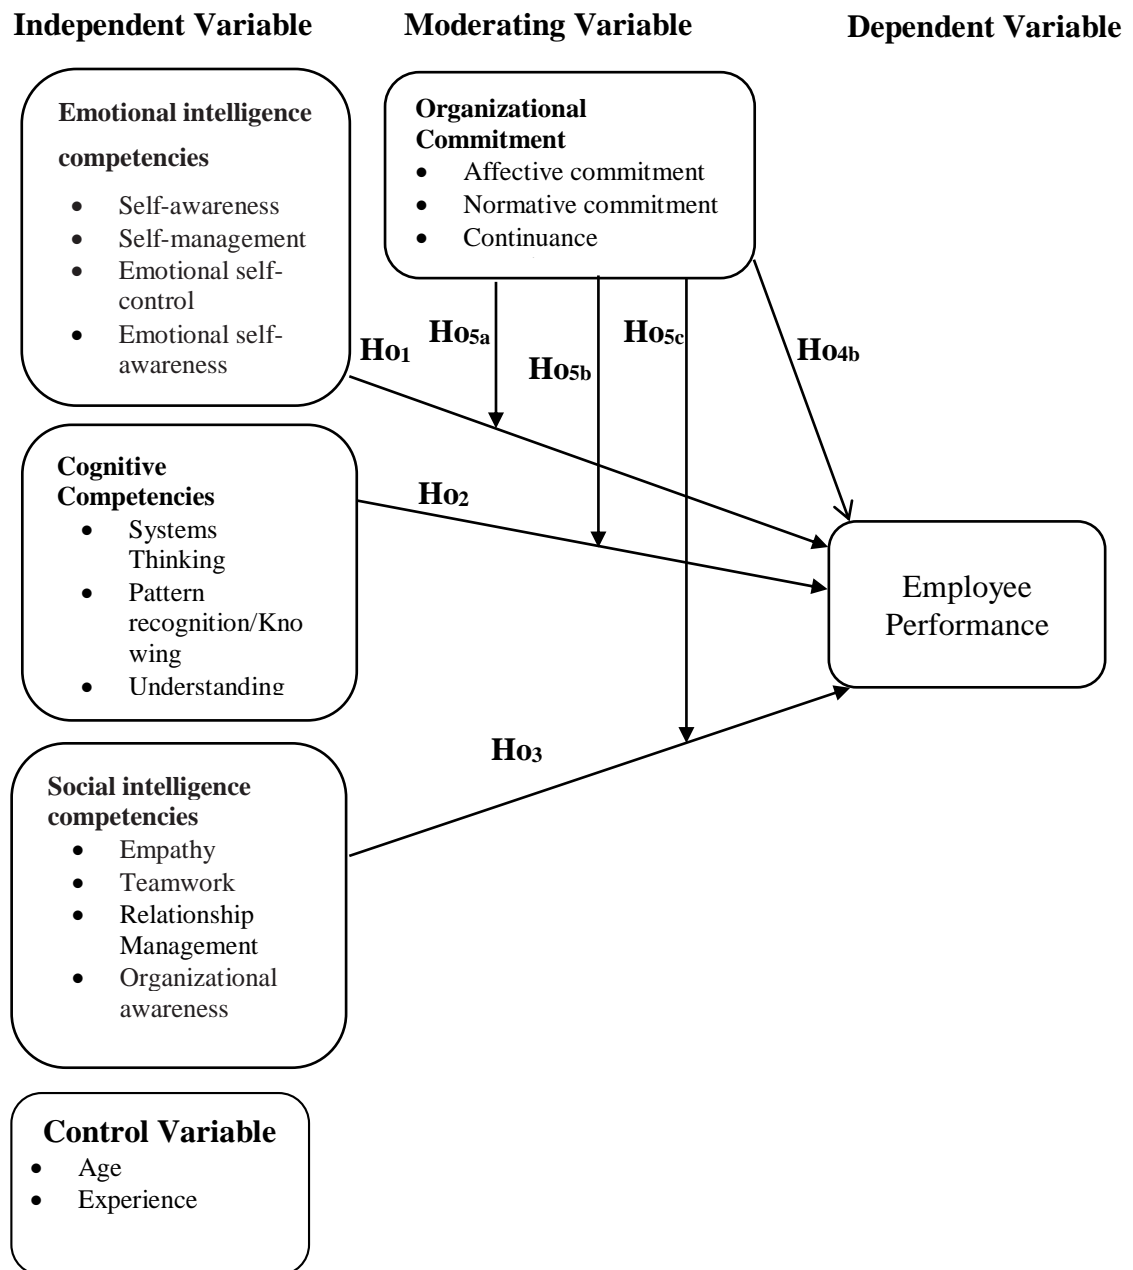 Independent Variable
Moderating Variable
Dependent Variable
Emotional intelligence
competencies
• Self-awareness
• Self-management
• Emotional self-
control
• Emotional self-
awareness
Organizational
Commitment
• Affective commitment
• Normative commitment
• Continuance
Ho1
Ho5a
Ho5b
Ho5c
Ho4b
Cognitive
Competencies
• Systems
Thinking
• Pattern
recognition/Kno
wing
• Understanding
Ho2
Employee
Performance
Ho3
Social intelligence
competencies
• Empathy
• Teamwork
• Relationship
Management
• Organizational
awareness
Control Variable
• Age
• Experience